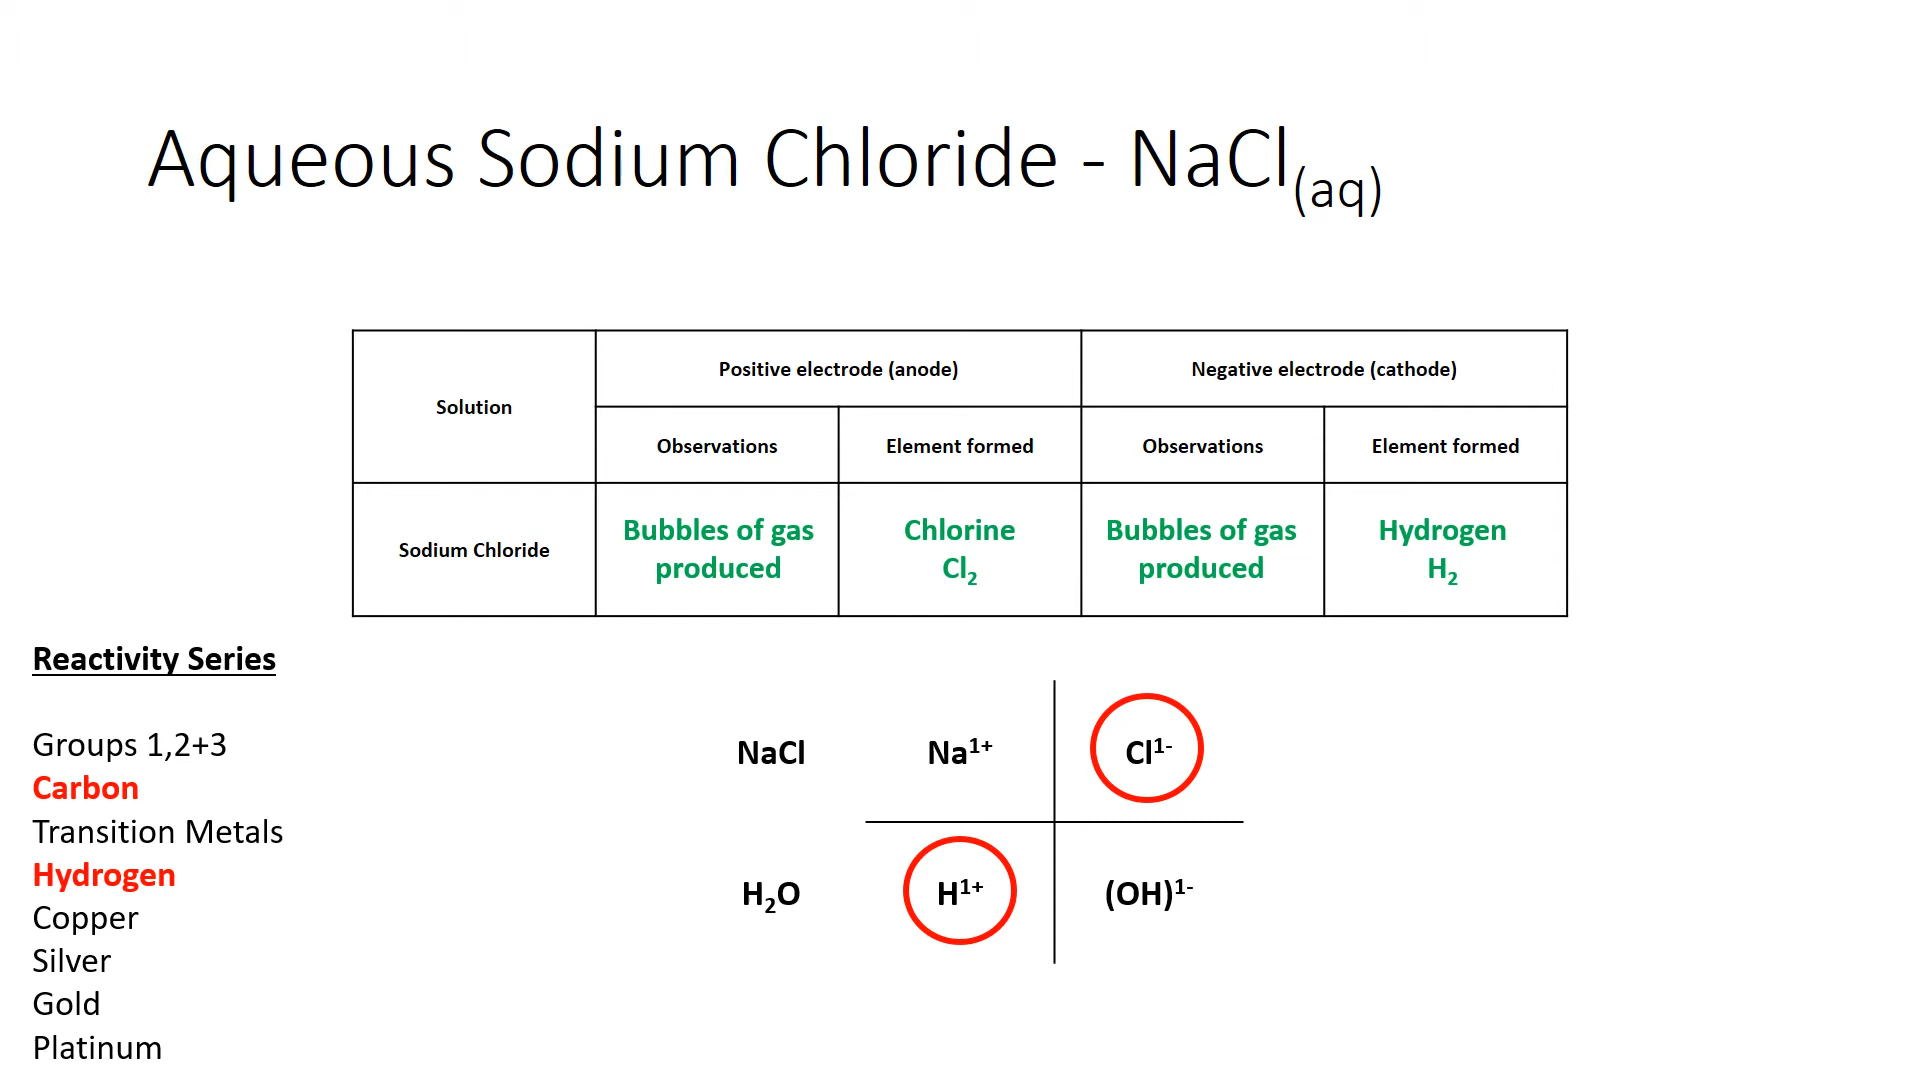 Aqueous Sodium Chloride - NaCl(aq)
Solution
Positive electrode (anode)
Negative electrode (cathode)
Observations
Element formed
Observations
Element formed
Sodium Chloride
Bubbles of gas
produced
Chlorine
Cl₂
Bubbles of gas
produced
Hydrogen
H₂
Reactivity Series
Groups 1,2+3
Carbon
Transition Metals
Hydrogen
Copper
Silver
Gold
Platinum
NaCl
Na¹⁺
Cl¹⁻
H₂O
H¹⁺
(OH)¹⁻